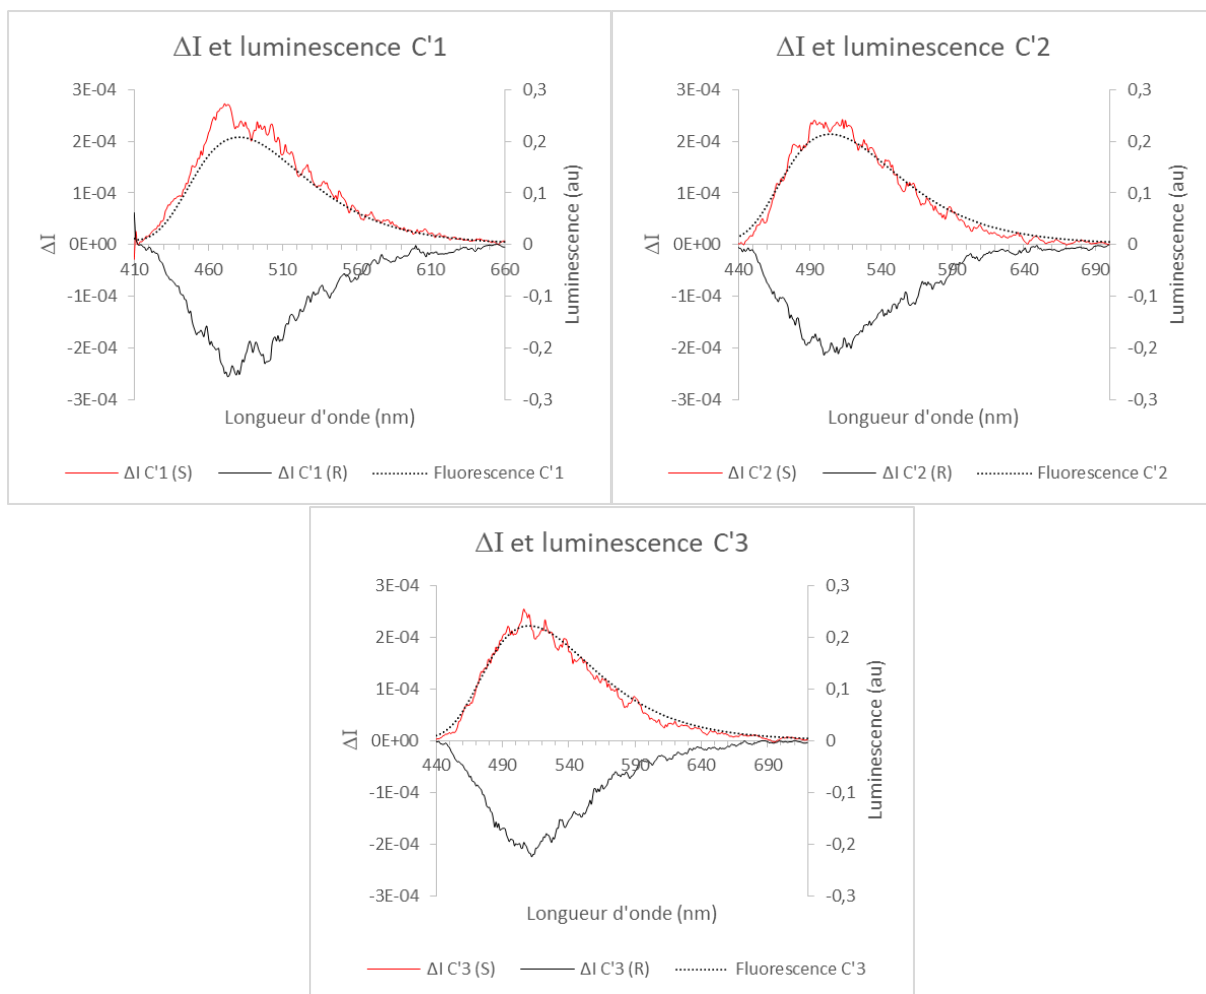 ΔI et luminescence C'1
3E-04
2E-04
1E-04
0E+00
-1E-04
-2E-04
-3E-04
ΔI
410 460 510 560 610 660
0,3
0,2
0,1
0
-0,1
-0,2
-0,3
Luminescence (au)
Longueur d'onde (nm)
ΔI C'1 (S) ΔI C'1 (R) Fluorescence C'1
ΔI et luminescence C'2
3E-04
2E-04
1E-04
0E+00
-1E-04
-2E-04
-3E-04
ΔI
440 490 540 590 640 690
0,3
0,2
0,1
0
-0,1
-0,2
-0,3
Luminescence (au)
Longueur d'onde (nm)
ΔI C'2 (S) ΔI C'2 (R) Fluorescence C'2
ΔI et luminescence C'3
3E-04
2E-04
1E-04
0E+00
-1E-04
-2E-04
-3E-04
ΔI
440 490 540 590 640 690
0,3
0,2
0,1
0
-0,1
-0,2
-0,3
Luminescence (au)
Longueur d'onde (nm)
ΔI C'3 (S) ΔI C'3 (R) Fluorescence C'3